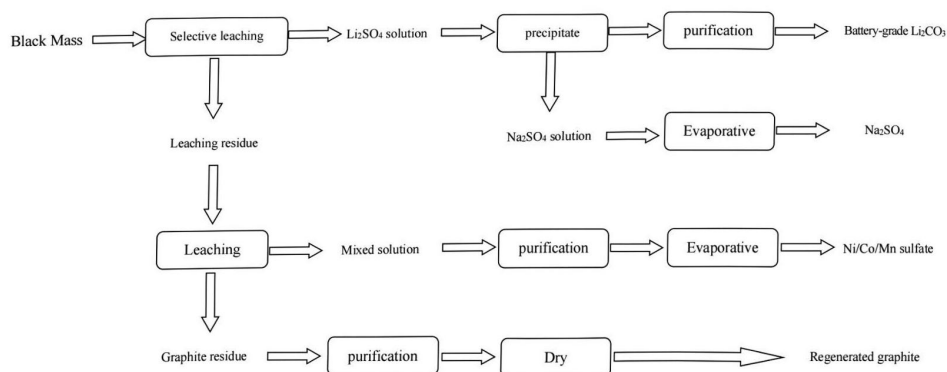 Black Mass
Selective leaching
Li₂SO₄ solution
precipitate
purification
Battery-grade Li₂CO₃
Na₂SO₄ solution
Evaporative
Na₂SO₄
Leaching residue
Leaching
Mixed solution
purification
Evaporative
Ni/Co/Mn sulfate
Graphite residue
purification
Dry
Regenerated graphite